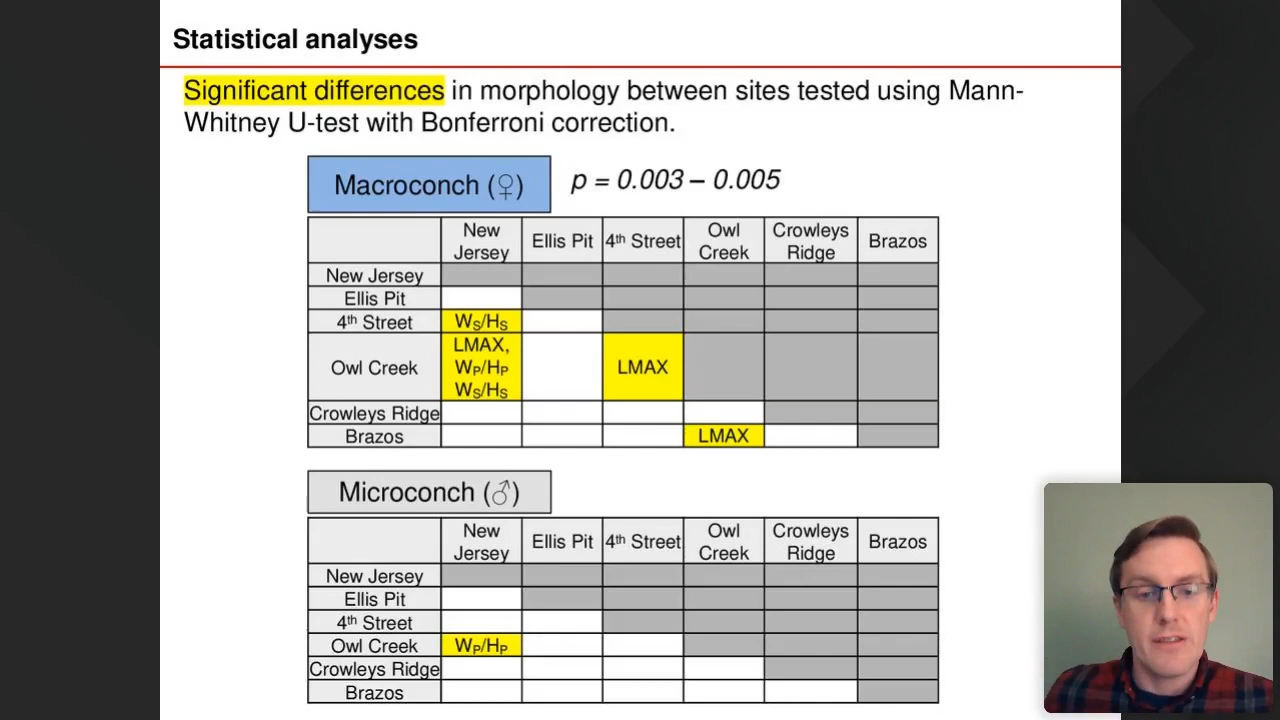 Statistical analyses
Significant differences in morphology between sites tested using Mann-
Whitney U-test with Bonferroni correction.
Macroconch (♀) p = 0.003 – 0.005
New Jersey Ellis Pit 4th Street Owl Creek Crowleys Ridge Brazos
New Jersey
Ellis Pit
4th Street WS/HS
Owl Creek LMAX, WP/HP WS/HS LMAX
Crowleys Ridge
Brazos LMAX
Microconch (♂)
New Jersey Ellis Pit 4th Street Owl Creek Crowleys Ridge Brazos
New Jersey
Ellis Pit
4th Street
Owl Creek WP/HP
Crowleys Ridge
Brazos